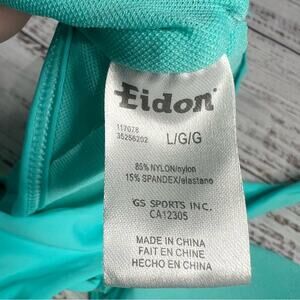 Eidon
117078
35256202
L/G/G
85% NYLON/nylon
15% SPANDEX/elastano
GS SPORTS INC.
CA12305
MADE IN CHINA
FAIT EN CHINE
HECHO EN CHINA